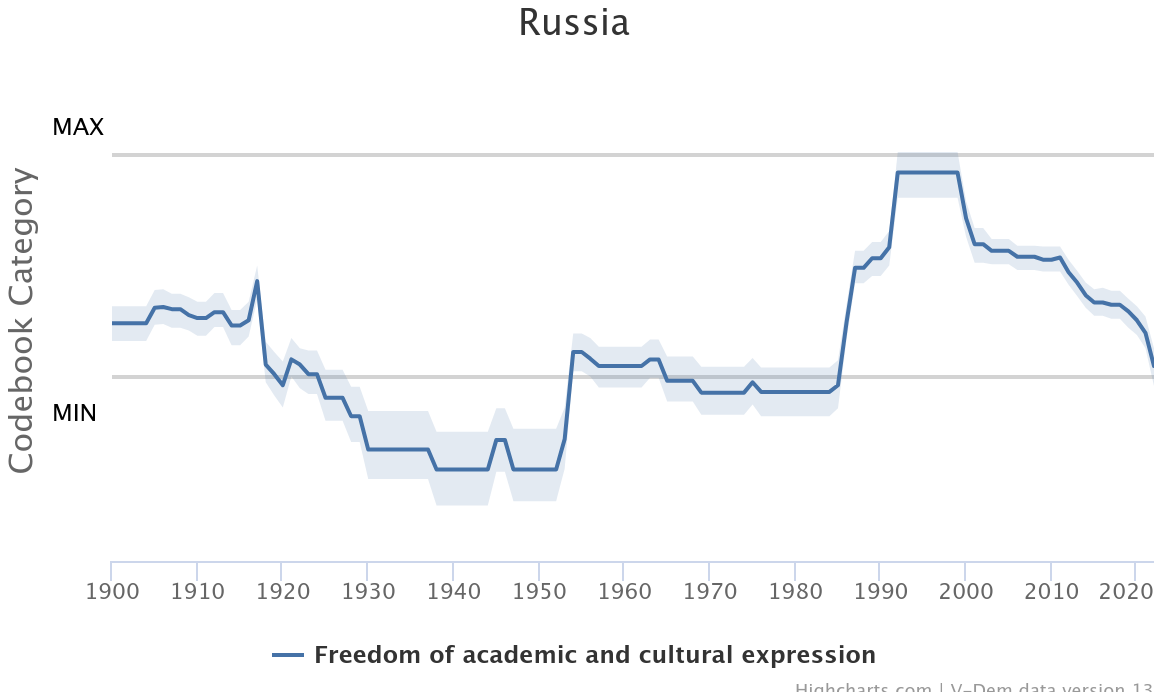 Russia
MAX
Codebook Category
MIN
1900 1910 1920 1930 1940 1950 1960 1970 1980 1990 2000 2010 2020
Freedom of academic and cultural expression
Highcharts.com | V-Dem data version 13